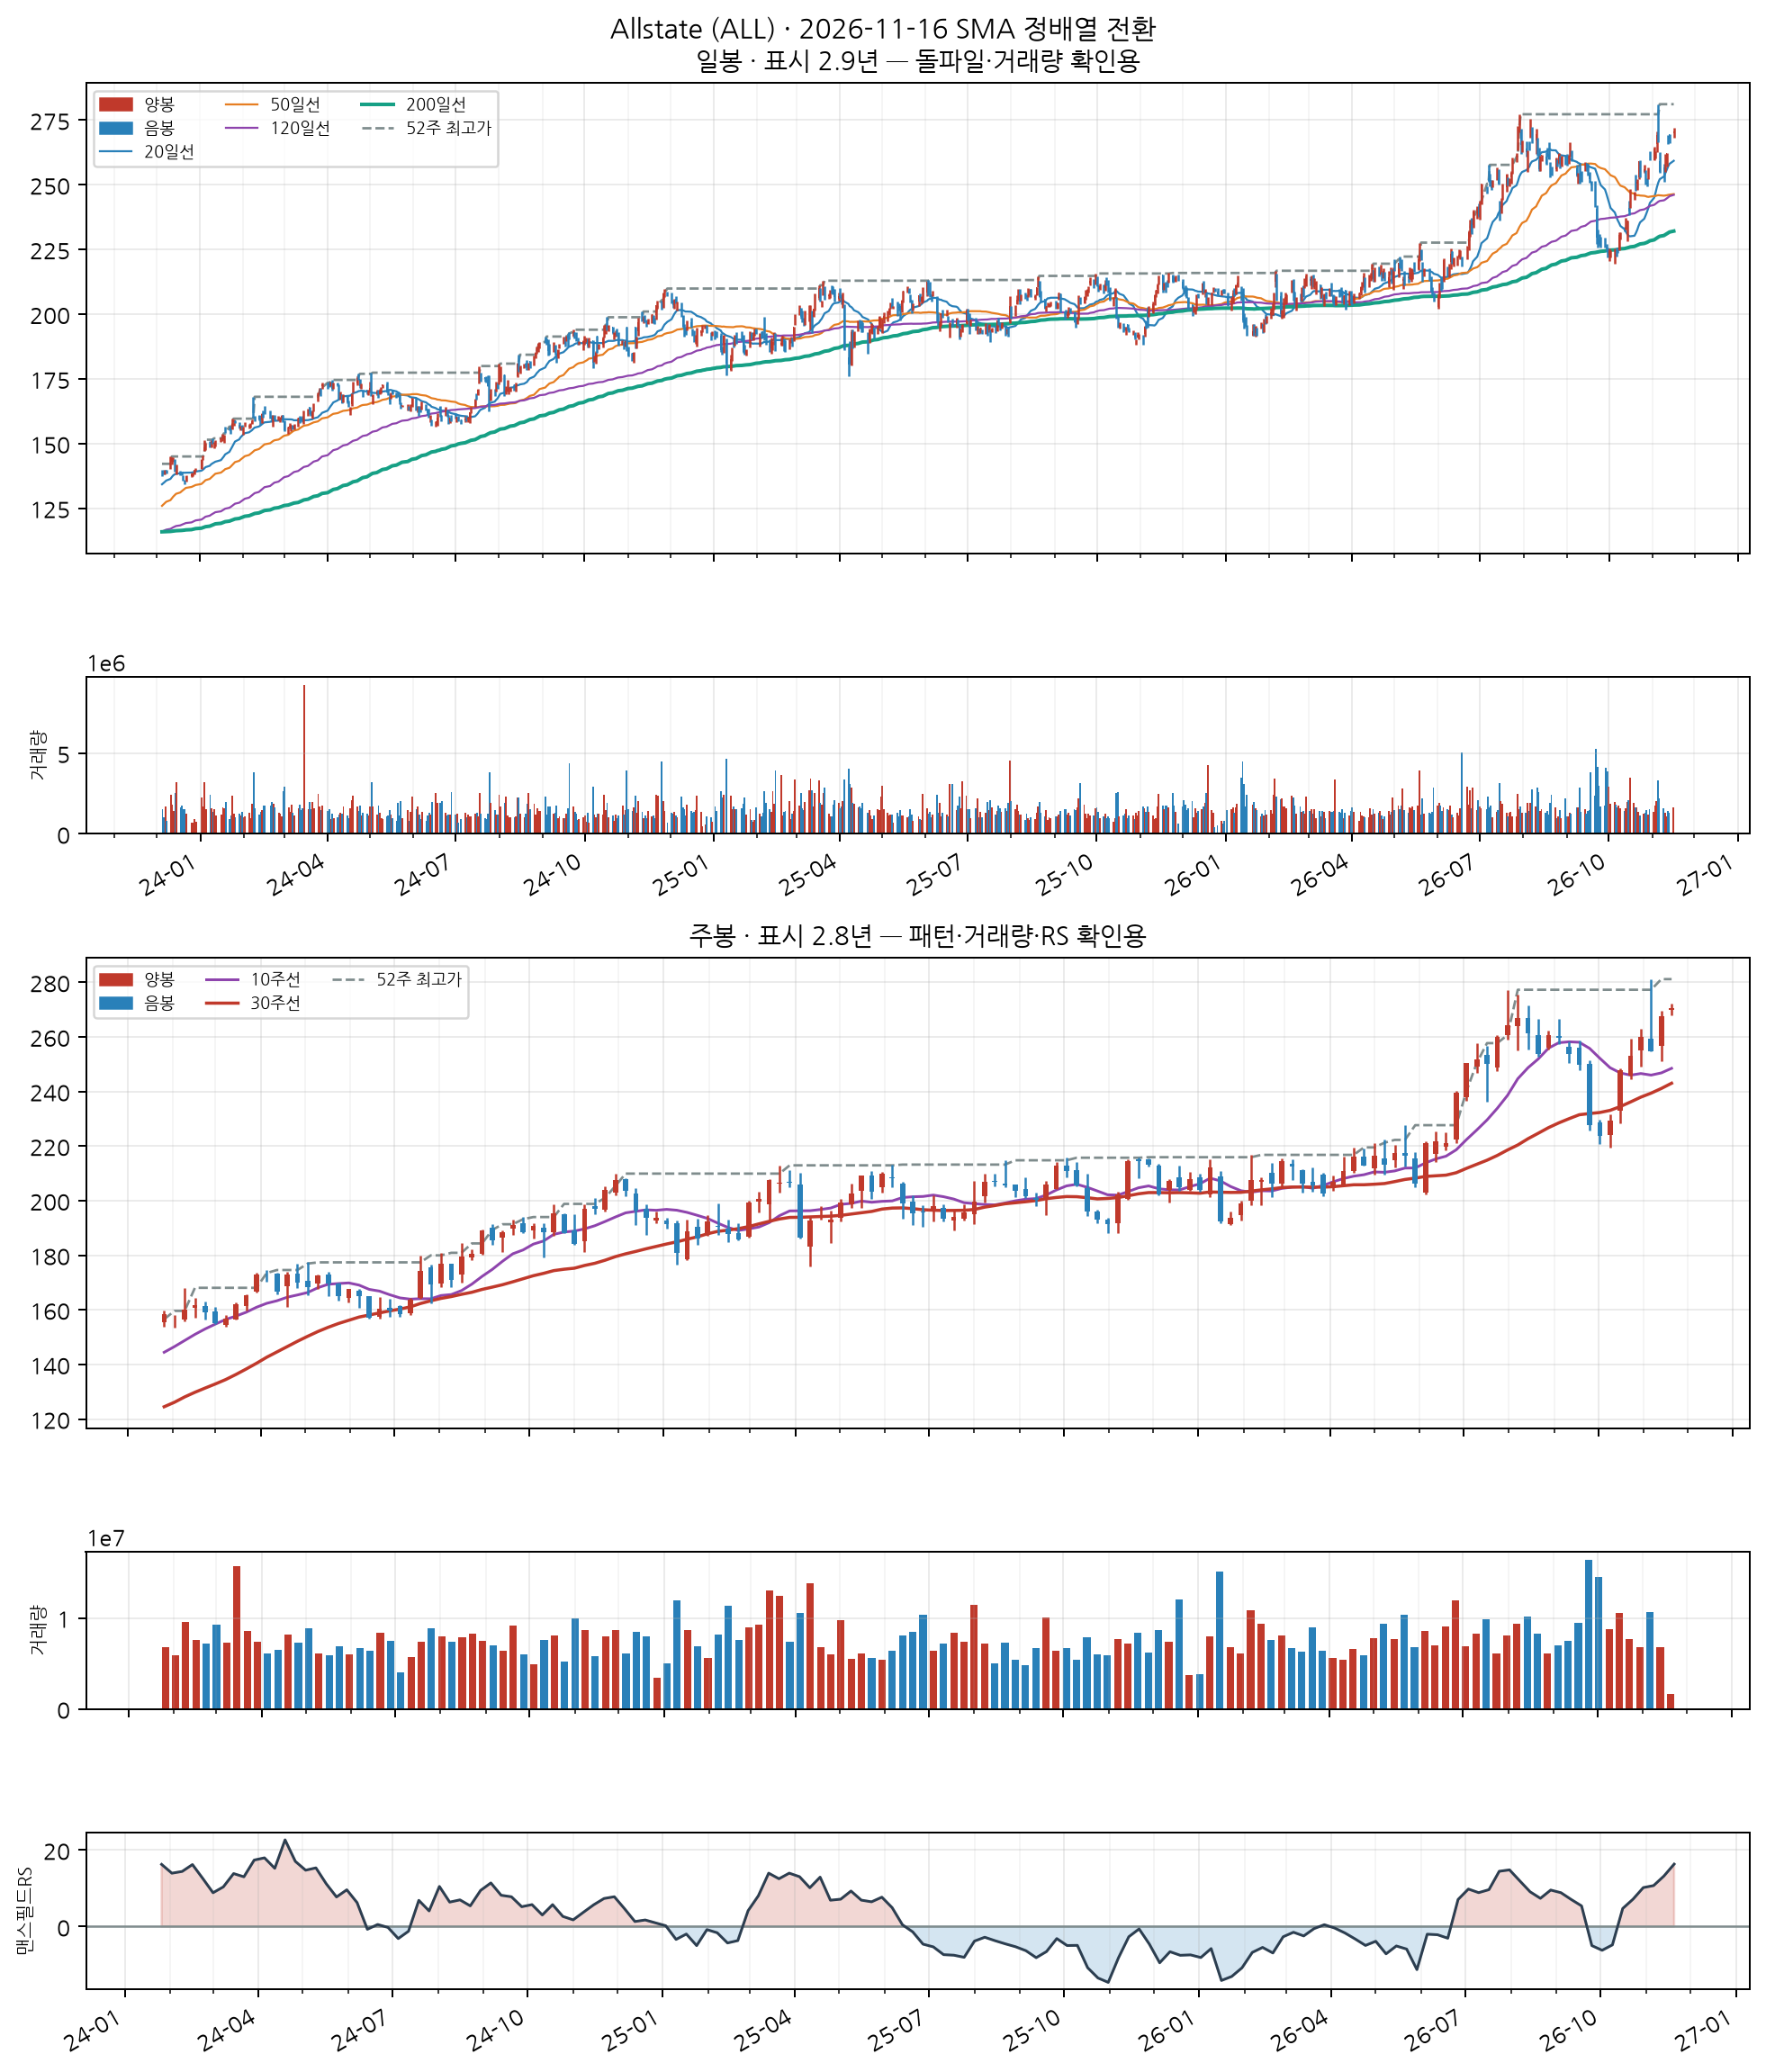 Allstate (ALL) · 2026-11-16 SMA 정배열 전환
일봉 · 표시 2.9년 — 돌파일·거래량 확인용
양봉 50일선 200일선
음봉 120일선 52주 최고가
20일선
275
250
225
200
175
150
125
1e6
거래량
5
0
24-01 24-04 24-07 24-10 25-01 25-04 25-07 25-10 26-01 26-04 26-07 26-10 27-01
주봉 · 표시 2.8년 — 패턴·거래량·RS 확인용
양봉 10주선 52주 최고가
음봉 30주선
280
260
240
220
200
180
160
140
120
1e7
거래량
1
0
맨스필드RS
20
0
24-01 24-04 24-07 24-10 25-01 25-04 25-07 25-10 26-01 26-04 26-07 26-10 27-01